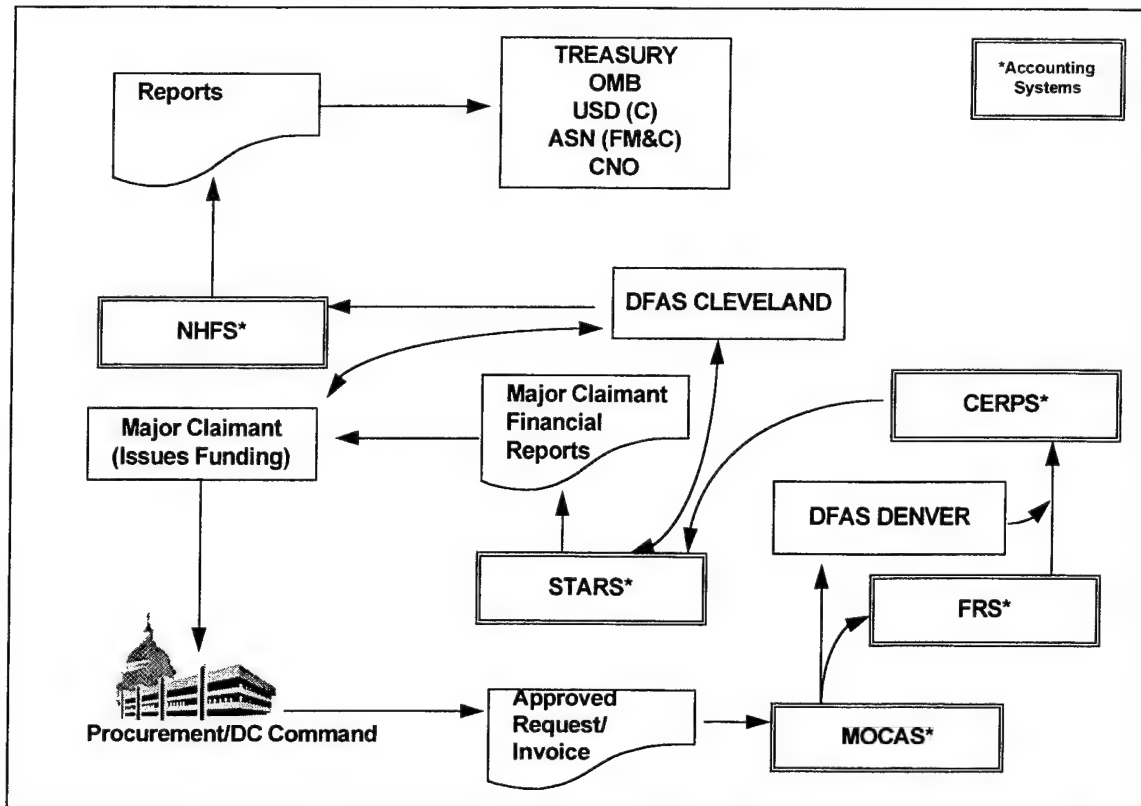 Reports
TREASURY
OMB
USD (C)
ASN (FM&C)
CNO
*Accounting
Systems
NHFS*
DFAS CLEVELAND
Major Claimant
(Issues Funding)
Major Claimant
Financial
Reports
CERPS*
DFAS DENVER
STARS*
FRS*
Procurement/DC Command
Approved
Request/
Invoice
MOCAS*